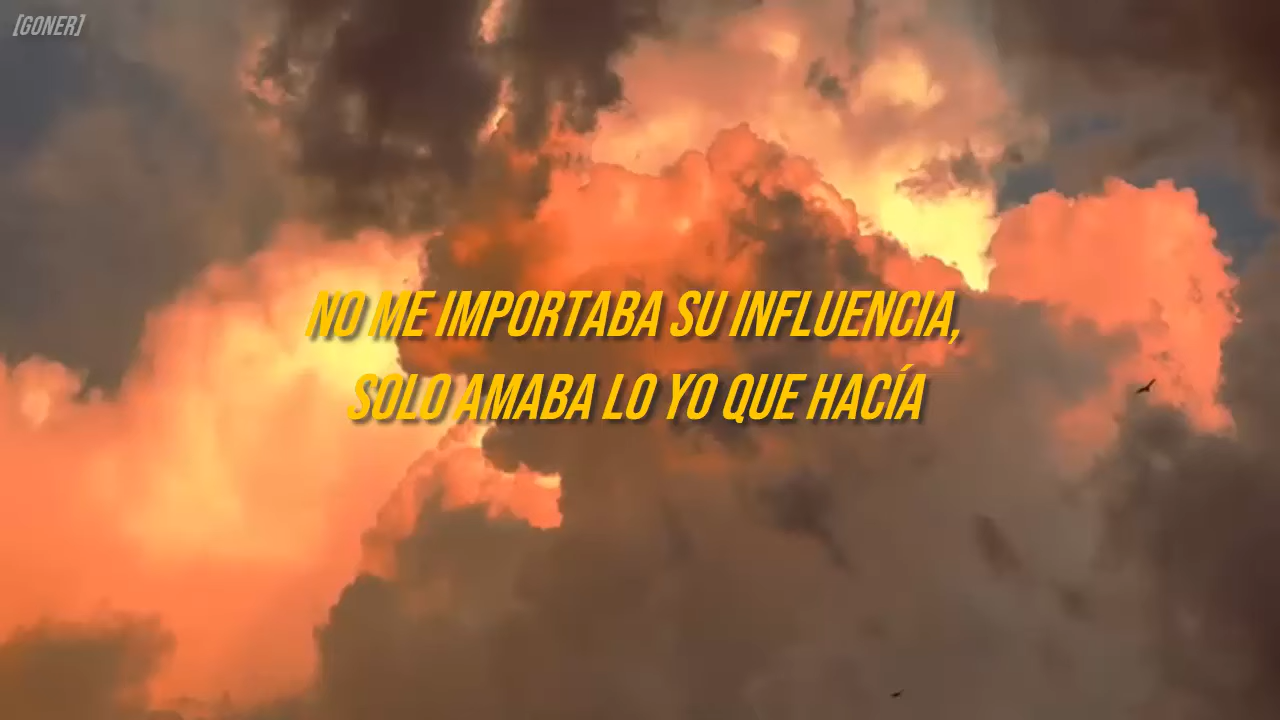 [GONER]
NO ME IMPORTABA SU INFLUENCIA,
SOLO AMABA LO YO QUE HACÍA